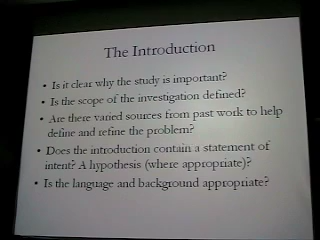 The Introduction
• Is it clear why the study is important?
• Is the scope of the investigation defined?
• Are there varied sources from past work to help
define and refine the problem?
• Does the introduction contain a statement of
intent? A hypothesis (where appropriate)?
• Is the language and background appropriate?